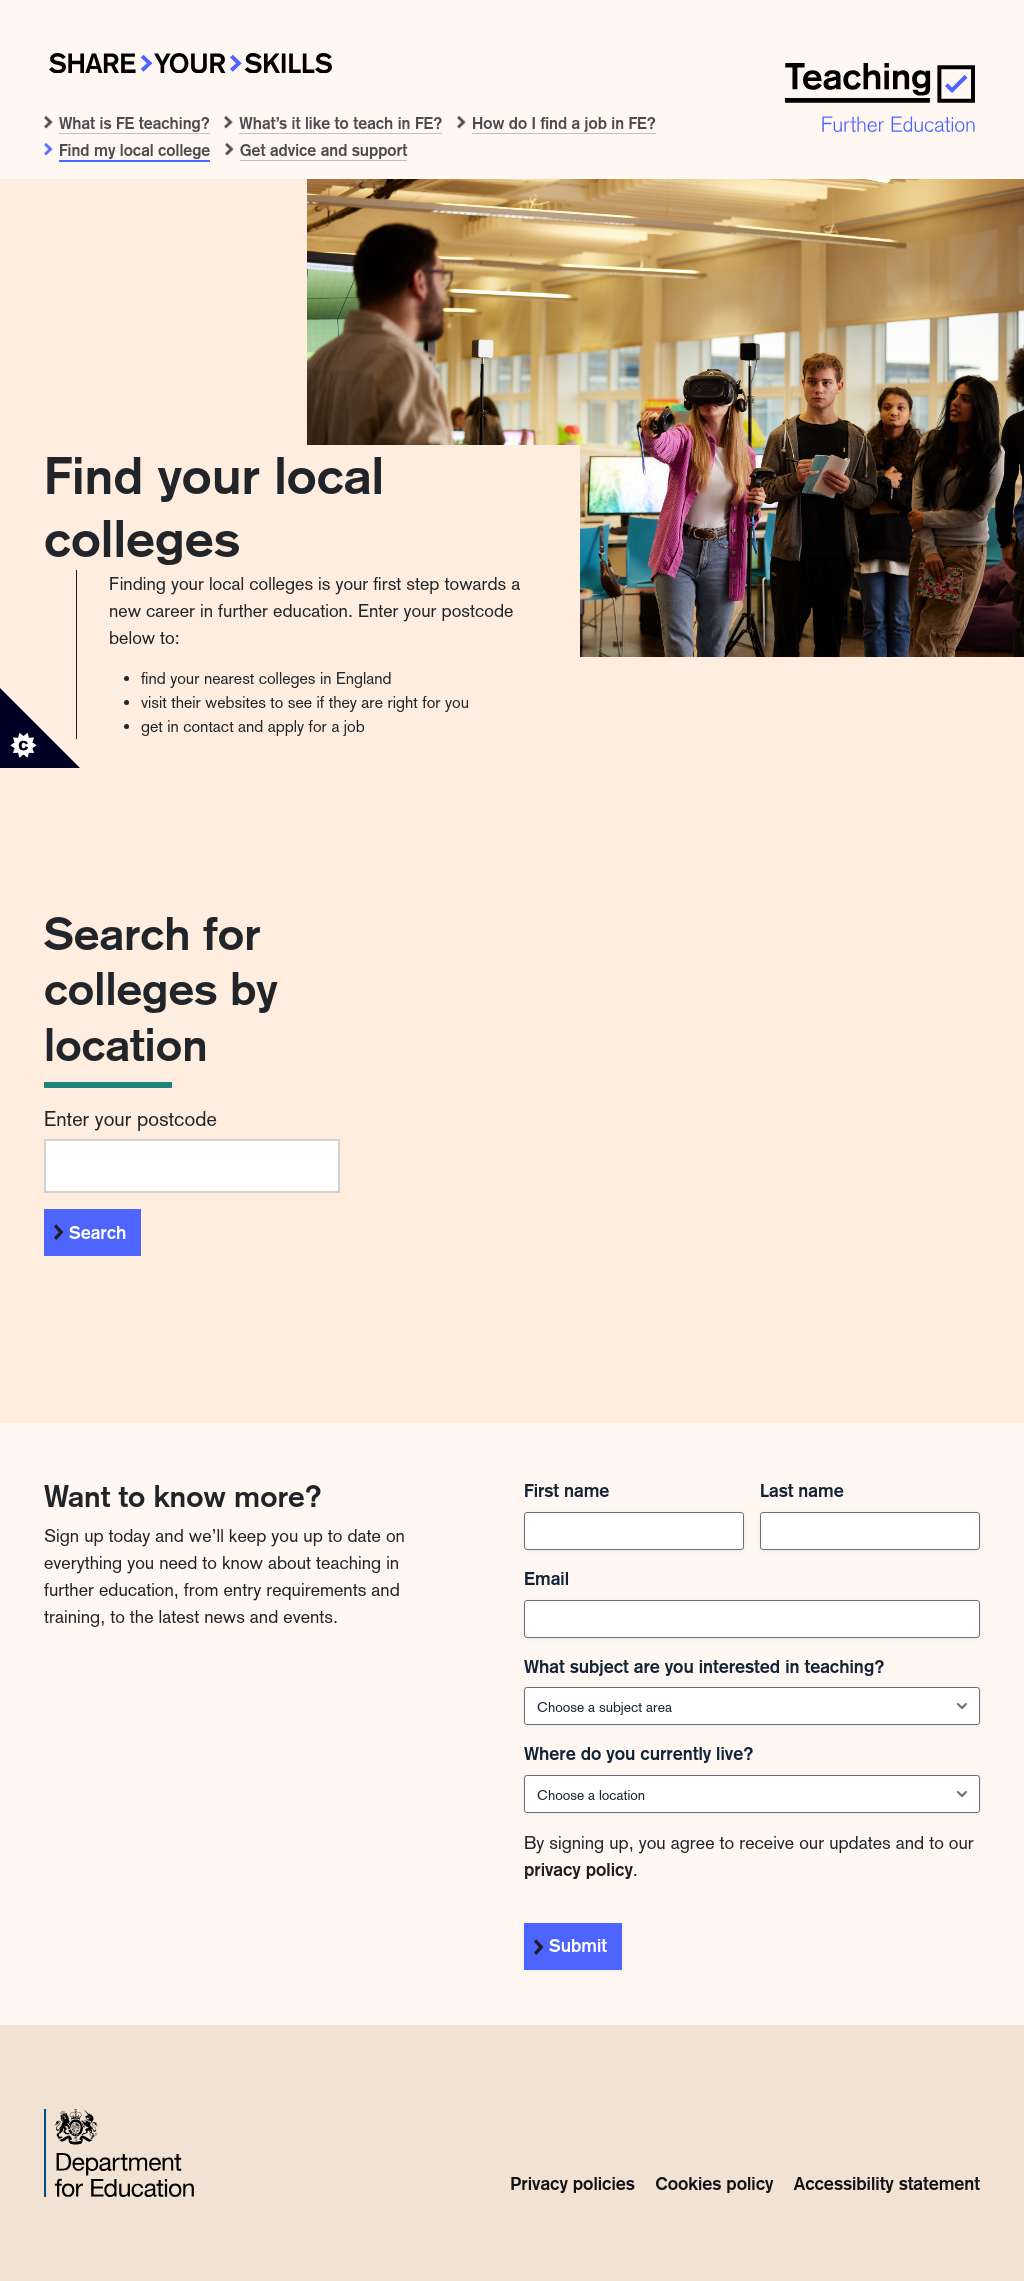 SHARE YOUR SKILLS
Teaching
Further Education
What is FE teaching?
What's it like to teach in FE?
How do I find a job in FE?
Find my local college
Get advice and support
Find your local
colleges
Finding your local colleges is your first step towards a
new career in further education. Enter your postcode
below to:
find your nearest colleges in England
visit their websites to see if they are right for you
get in contact and apply for a job
C
Search for
colleges by
location
Enter your postcode
Search
Want to know more?
Sign up today and we'll keep you up to date on
everything you need to know about teaching in
further education, from entry requirements and
training, to the latest news and events.
First name
Last name
Email
What subject are you interested in teaching?
Choose a subject area
Where do you currently live?
Choose a location
By signing up, you agree to receive our updates and to our
privacy policy.
Submit
Department
for Education
Privacy policies
Cookies policy
Accessibility statement